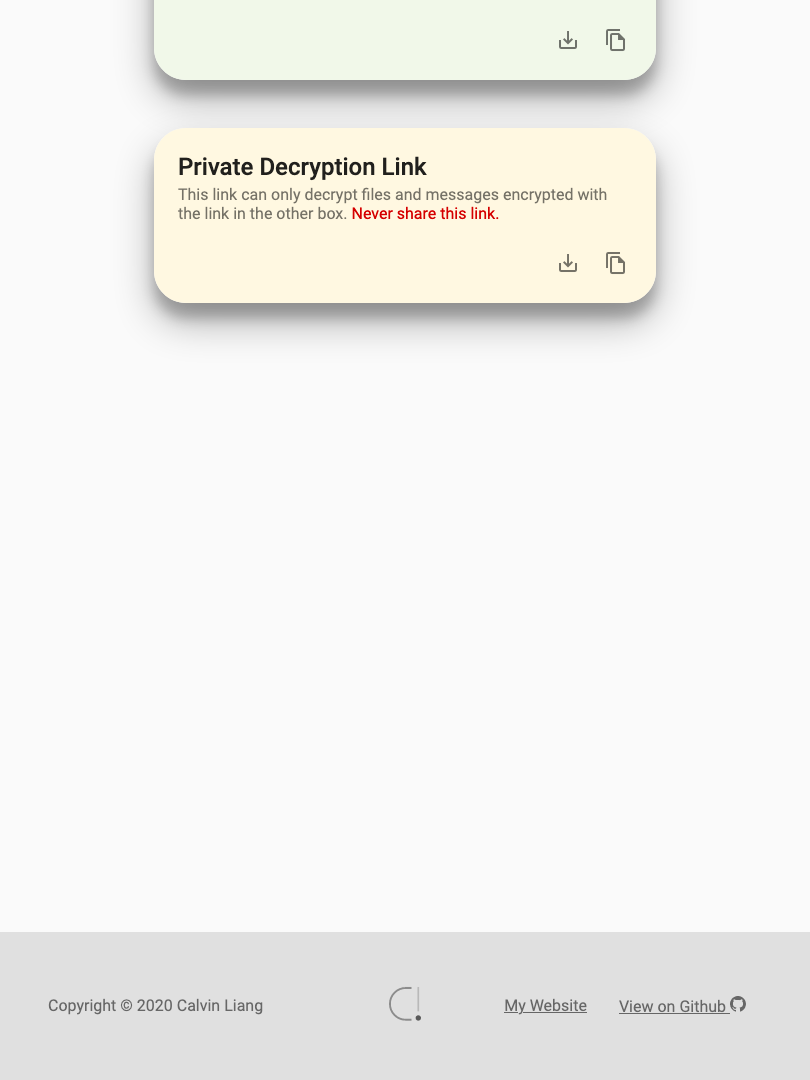 Private Decryption Link
This link can only decrypt files and messages encrypted with
the link in the other box. Never share this link.
Copyright © 2020 Calvin Liang
My Website
View on Github